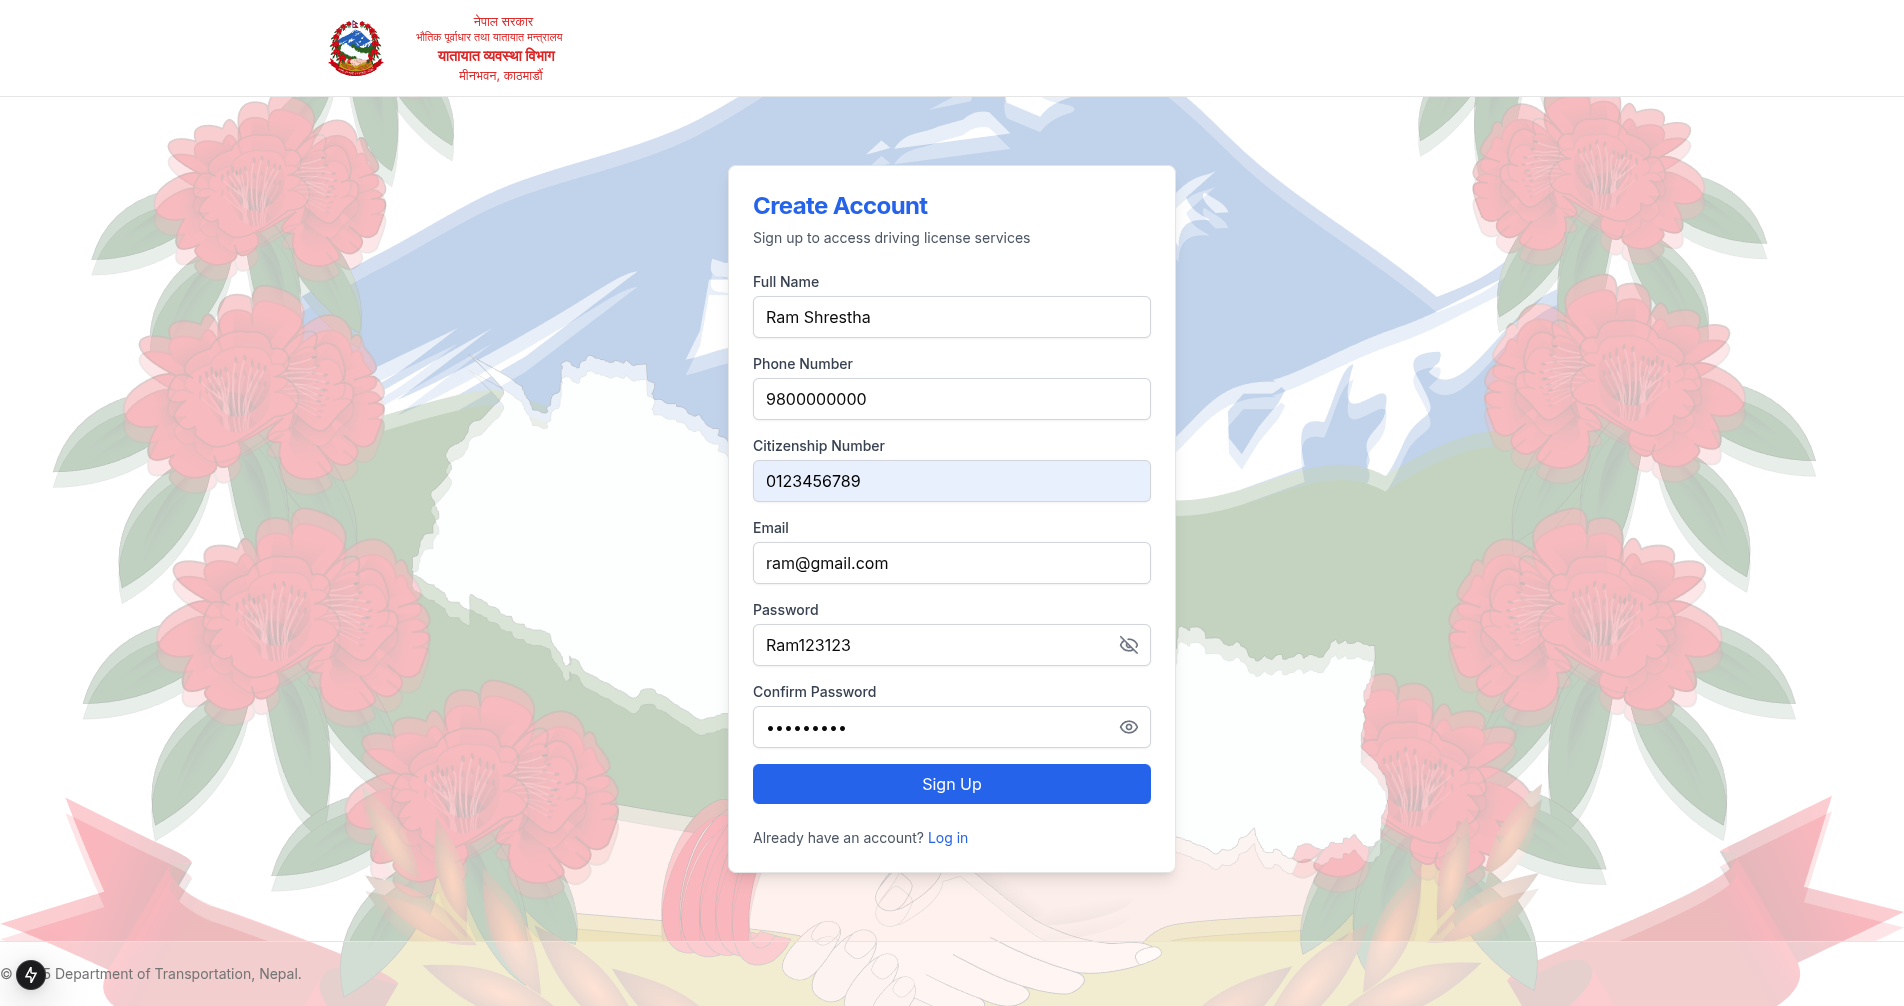 नेपाल सरकार
भौतिक पूर्वाधार तथा यातायात मन्त्रालय
यातायात व्यवस्था विभाग
मीनभवन, काठमाडौं
Create Account
Sign up to access driving license services
Full Name
Ram Shrestha
Phone Number
9800000000
Citizenship Number
0123456789
Email
ram@gmail.com
Password
Ram123123
Confirm Password
•••••••••
Sign Up
Already have an account? Log in
© 5 Department of Transportation, Nepal.